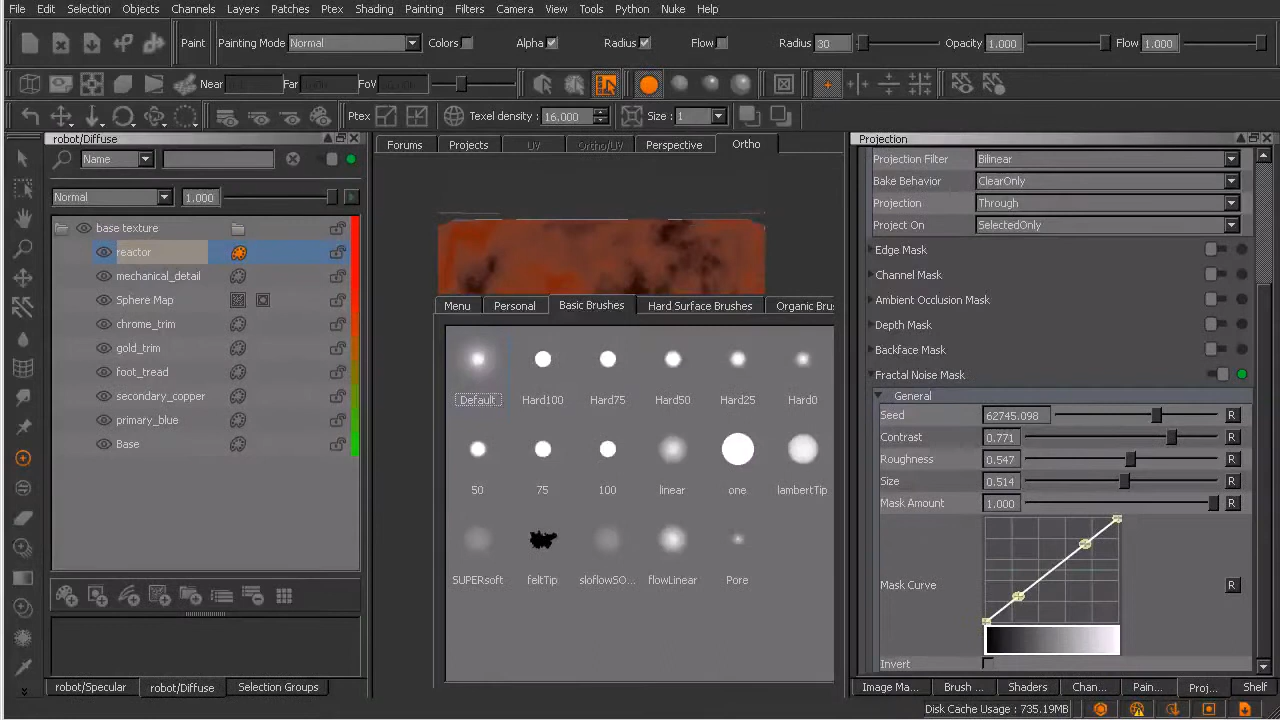 File Edit Selection Objects Channels Layers Patches Ptex Shading Painting Filters Camera View Tools Python Nuke Help
Paint Painting Mode Normal Colors Alpha Radius Flow Radius 30 Opacity 1.000 Flow 1.000
Near Far FoV
Ptex Texel density: 16.000 Size : 1
robot/Diffuse
Name
Normal 1.000
base texture
reactor
mechanical_detail
Sphere Map
chrome_trim
gold_trim
foot_tread
secondary_copper
primary_blue
Base
robot/Specular robot/Diffuse Selection Groups
Forums Projects UV Ortho/UV Perspective Ortho
Menu Personal Basic Brushes Hard Surface Brushes Organic Brus
Default Hard100 Hard75 Hard50 Hard25 Hard0
50 75 100 linear one lambertTip
SUPERsoft feltTip sloflowSO... flowLinear Pore
Projection
Projection Filter Bilinear
Bake Behavior ClearOnly
Projection Through
Project On SelectedOnly
Edge Mask
Channel Mask
Ambient Occlusion Mask
Depth Mask
Backface Mask
Fractal Noise Mask
General
Seed 62745.098 R
Contrast 0.771 R
Roughness 0.547 R
Size 0.514 R
Mask Amount 1.000 R
Mask Curve R
Invert
Image Ma... Brush ... Shaders Chan... Pain... Proj... Shelf
Disk Cache Usage : 735.19MB